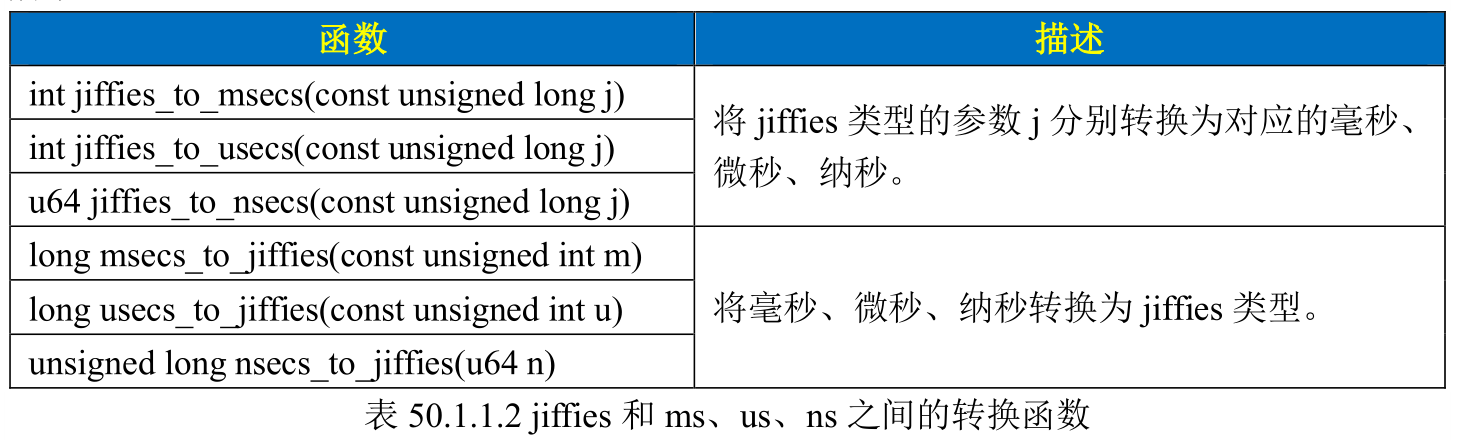 函数 描述
int jiffies_to_msecs(const unsigned long j)
int jiffies_to_usecs(const unsigned long j)
u64 jiffies_to_nsecs(const unsigned long j)
将 jiffies 类型的参数 j 分别转换为对应的毫秒、
微秒、纳秒。
long msecs_to_jiffies(const unsigned int m)
long usecs_to_jiffies(const unsigned int u)
unsigned long nsecs_to_jiffies(u64 n)
将毫秒、微秒、纳秒转换为 jiffies 类型。
表 50.1.1.2 jiffies 和 ms、us、ns 之间的转换函数